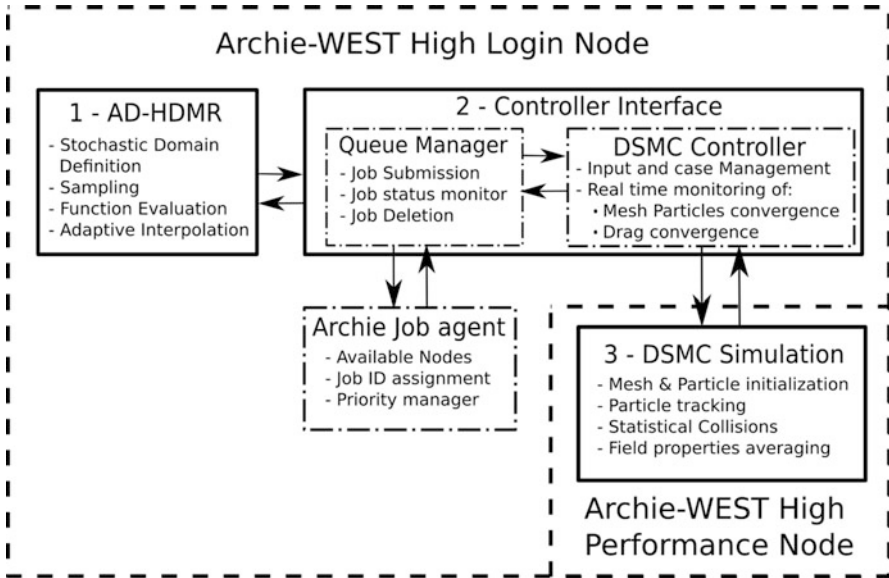 Archie-WEST High Login Node
1 - AD-HDMR
- Stochastic Domain
Definition
- Sampling
- Function Evaluation
- Adaptive Interpolation
2 - Controller Interface
Queue Manager
- Job Submission
- Job status monitor
- Job Deletion
DSMC Controller
- Input and case Management
- Real time monitoring of:
• Mesh Particles convergence
• Drag convergence
Archie Job agent
- Available Nodes
- Job ID assignment
- Priority manager
3 - DSMC Simulation
- Mesh & Particle initialization
- Particle tracking
- Statistical Collisions
- Field properties averaging
Archie-WEST High
Performance Node